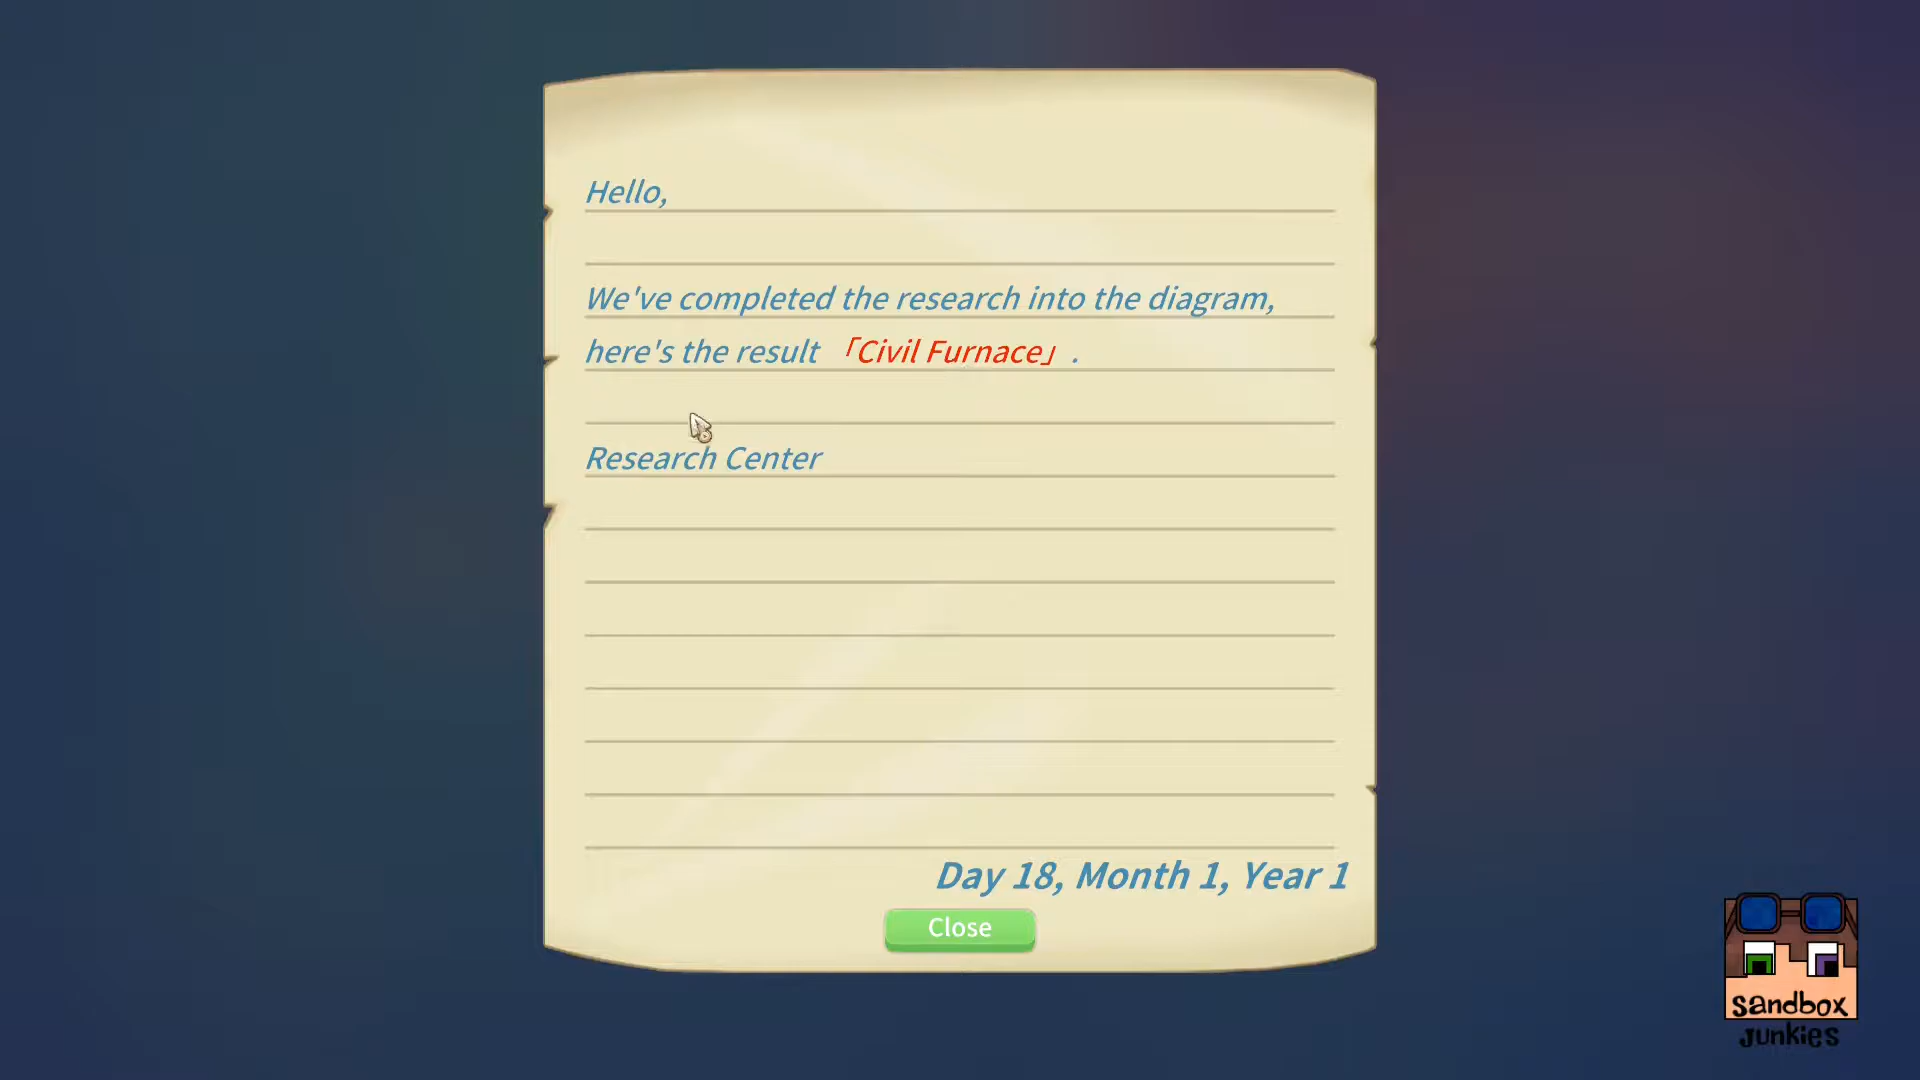 Hello,
We've completed the research into the diagram,
here's the result 「Civil Furnace」 .
Research Center
Day 18, Month 1, Year 1
Close
Sandbox
Junkies